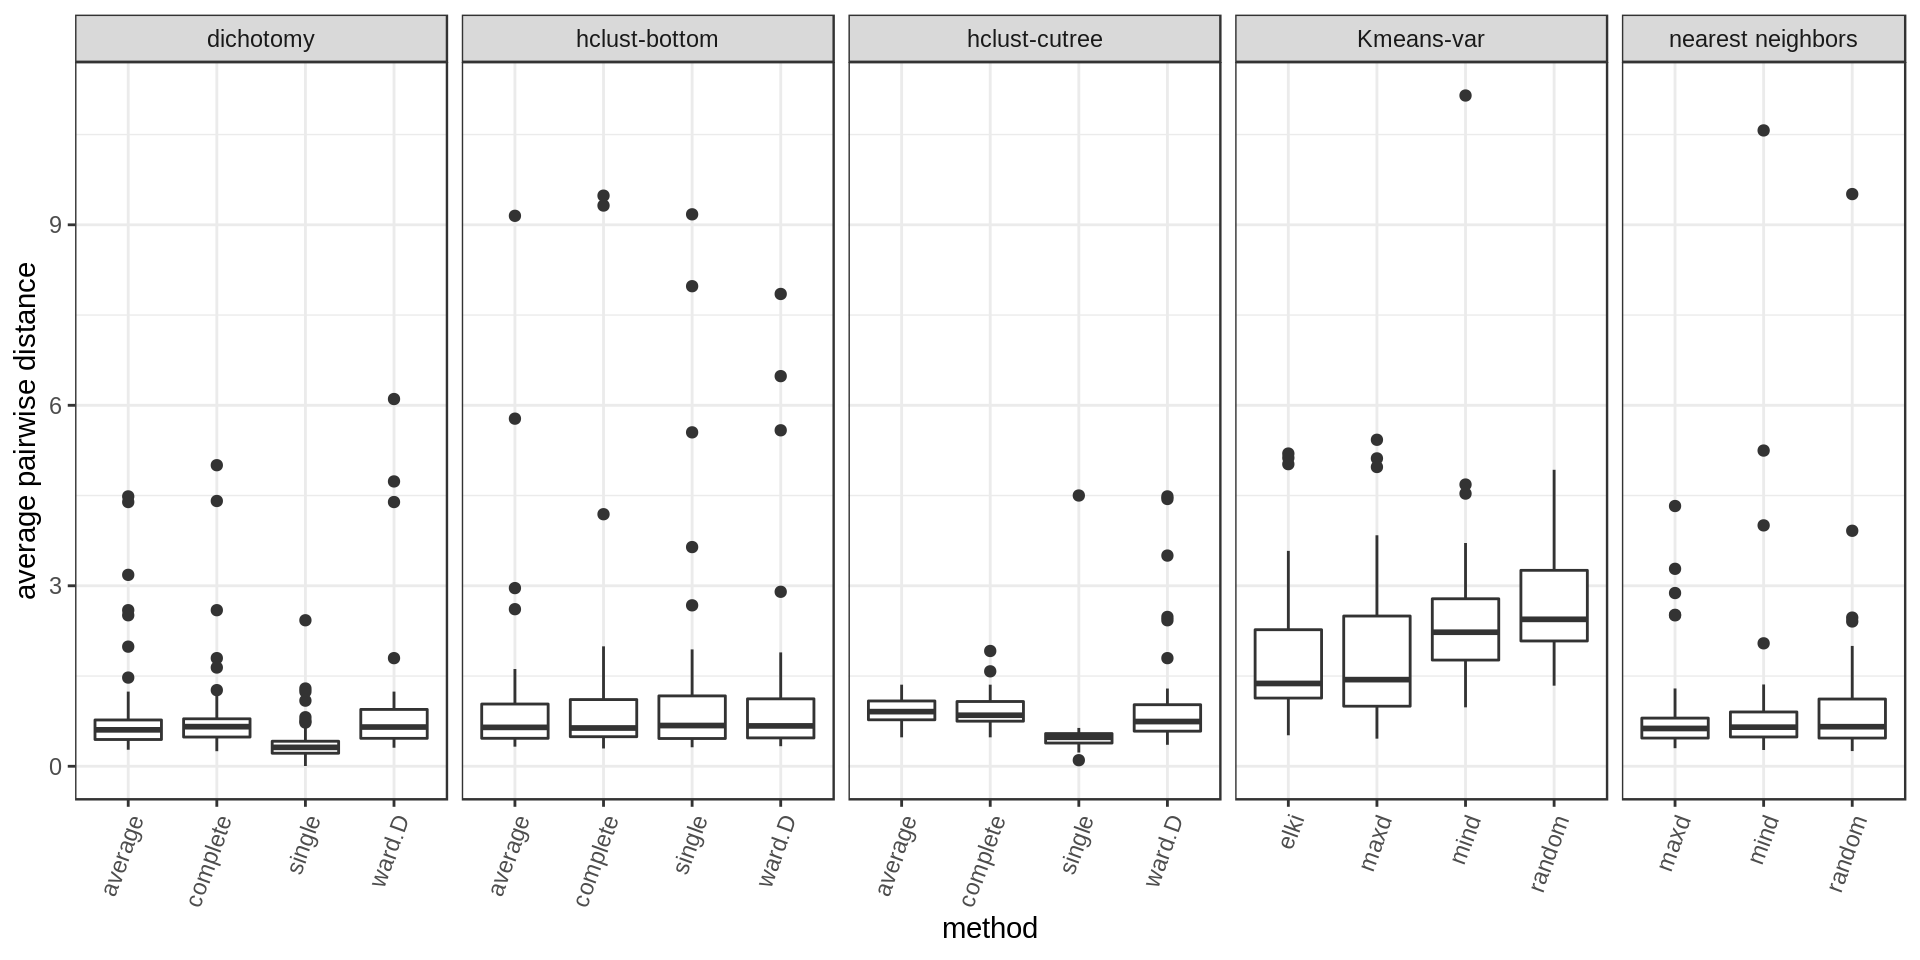 dichotomy
hclust-bottom
hclust-cutree
Kmeans-var
nearest neighbors
average pairwise distance
9
6
3
0
average
complete
single
ward.D
average
complete
single
ward.D
average
complete
single
ward.D
elki
maxd
mind
random
maxd
mind
random
method